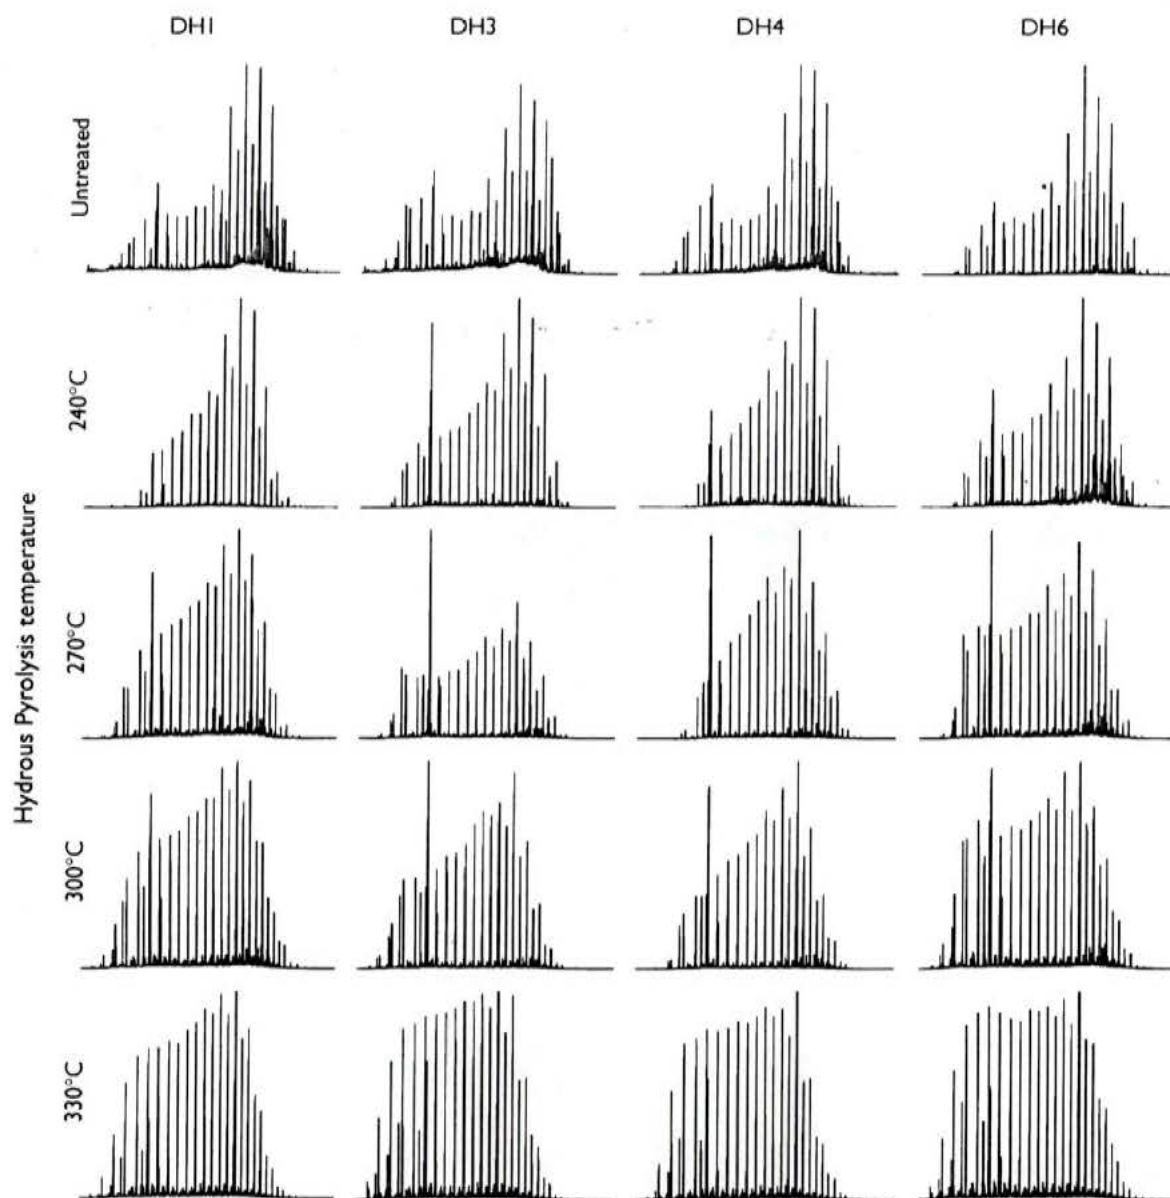 DH1 DH3 DH4 DH6
Untreated
240°C
270°C
300°C
330°C
Hydrous Pyrolysis temperature